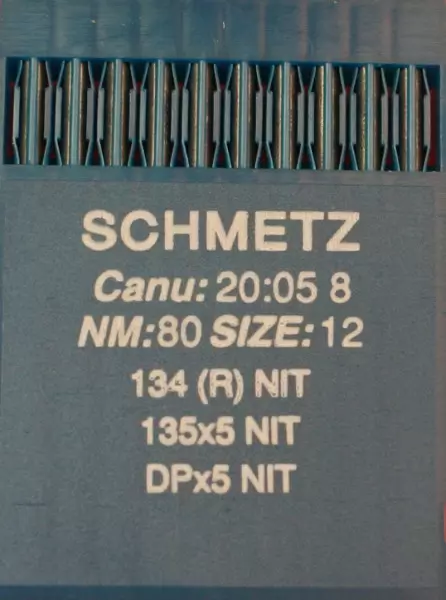 SCHMETZ
Canu: 20:05 8
NM:80 SIZE:12
134 (R) NIT
135x5 NIT
DPx5 NIT